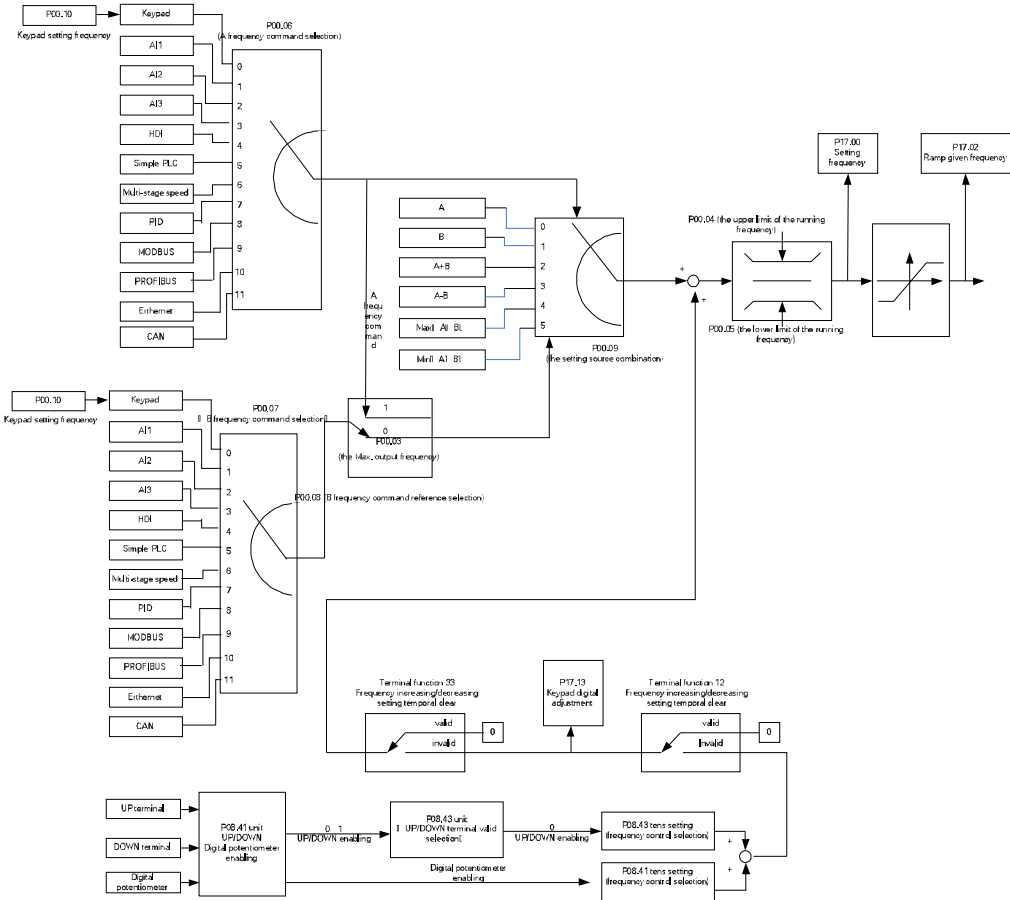 P00.10
Keypad setting frequency
Keypad
AI1
AI2
AI3
HDI
Simple PLC
Multi-stage speed
PID
MODBUS
PROFIBUS
Erthernet
CAN
P00.06
(A frequency command selection)
0
1
2
3
4
5
6
7
8
9
10
11
A
frequ
ency
com
man
d
A
B
A+B
A-B
Max(|A||B|
Min(|A||B|
0
1
2
3
4
5
P00.09
(the setting source combination)
+
+
P00.04 (the upper limit of the running
frequency)
P00.05 (the lower limit of the running
frequency)
P17.00
Setting
frequency
P17.02
Ramp given frequency
P00.10
Keypad setting frequency
Keypad
AI1
AI2
AI3
HDI
Simple PLC
Multi-stage speed
PID
MODBUS
PROFIBUS
Erthernet
CAN
P00.07
B frequency command selection
0
1
2
3
4
5
6
7
8
9
10
11
1
0
P00.03
(the Max. output frequency)
P00.08 (B frequency command reference selection)
Terminal function 33
Frequency increasing/decreasing
setting temporal clear
valid
invalid
0
P17.13
Keypad digital
adjustment
Terminal function 12
Frequency increasing/decreasing
setting temporal clear
valid
Invalid
0
UP terminal
DOWN terminal
Digital
potentiometer
P08.41 unit
UP/DOWN
Digital potentiometer
enabling
0 1
UP/DOWN enabling
P08.43 unit
UP/DOWN terminal valid
selection
0
UP/DOWN enabling
P08.43 tens setting
(frequency control selection)
Digital potentiometer
enabling
P08.41 tens setting
(frequency control selection)
+
+